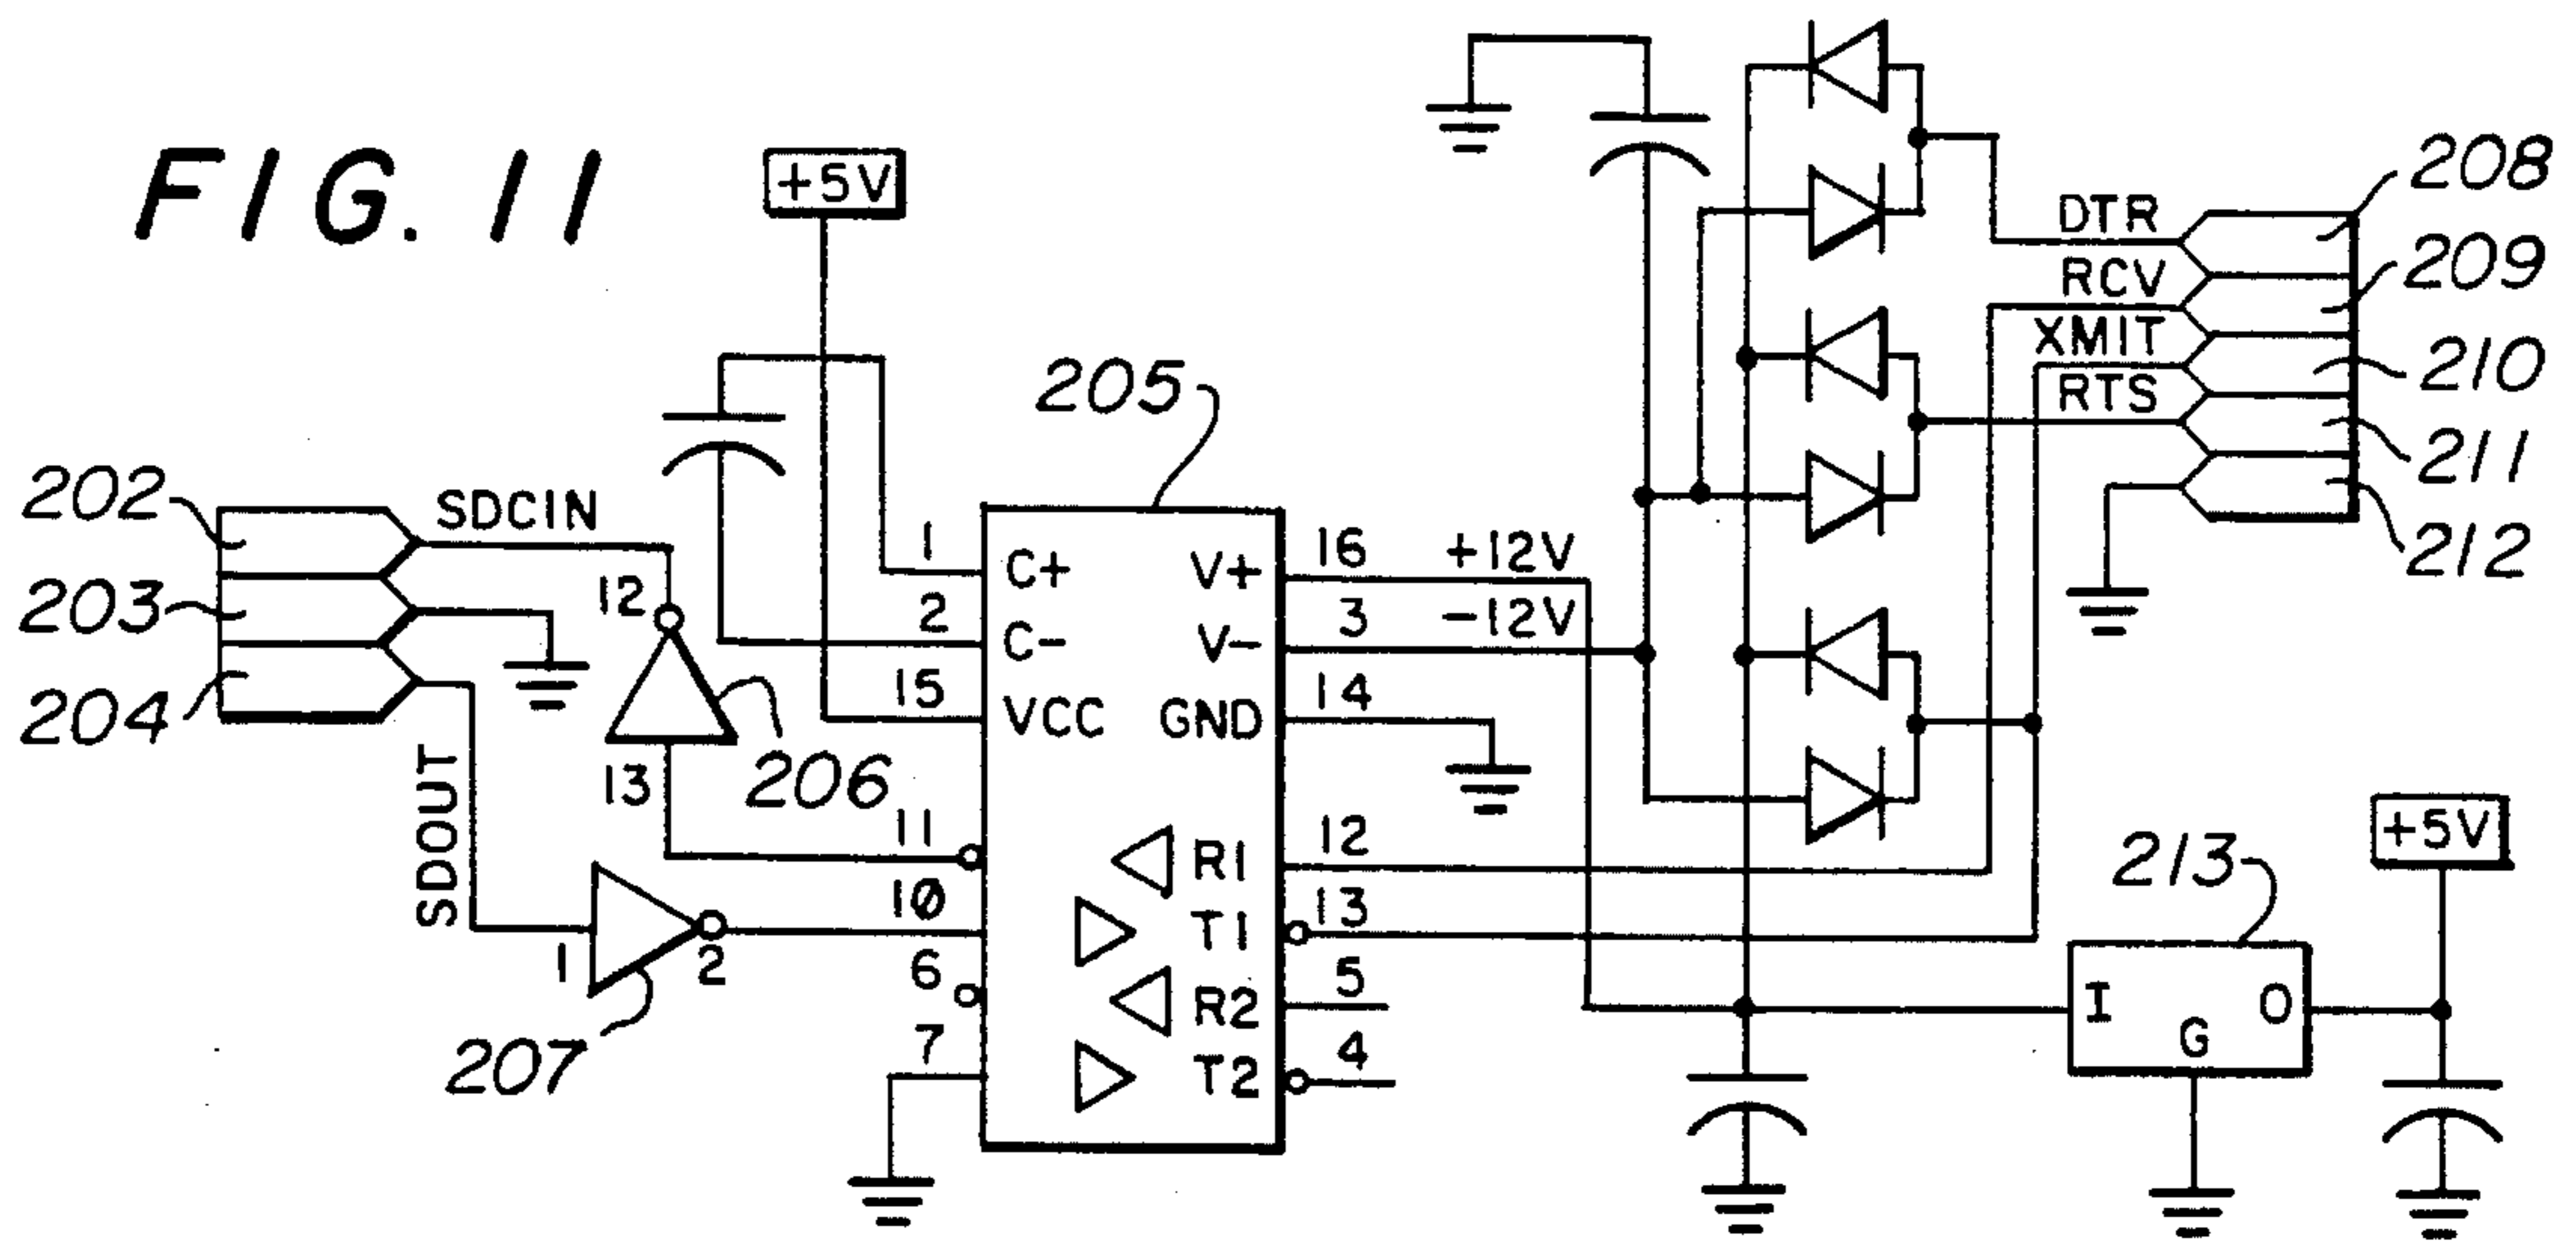 FIG. 11
+5V
208
DTR
209
RCV
XMIT
210
RTS
211
212
205
202
SDCIN
203
204
12
206
13
SDOUT
207
1
2
1
2
15
11
10
6
7
C+
C-
VCC
V+
V-
GND
R1
T1
R2
T2
16
+12V
3
-12V
14
12
13
5
4
213
+5V
I
G
O